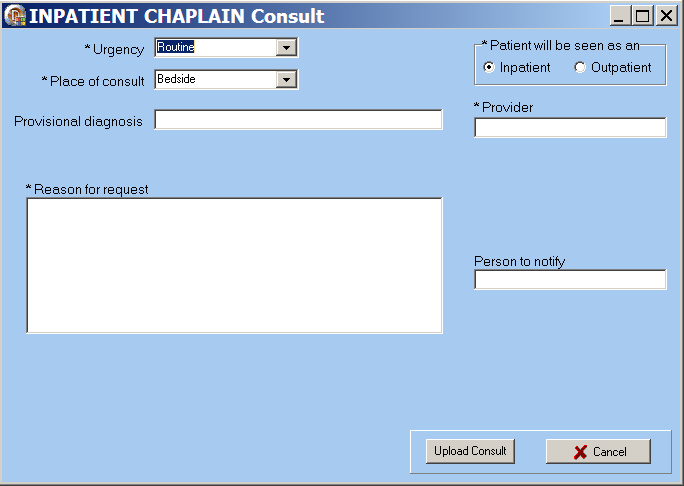 INPATIENT CHAPLAIN Consult
* Urgency
Routine
* Patient will be seen as an
Inpatient
Outpatient
* Place of consult
Bedside
* Provider
Provisional diagnosis
* Reason for request
Person to notify
Upload Consult
Cancel